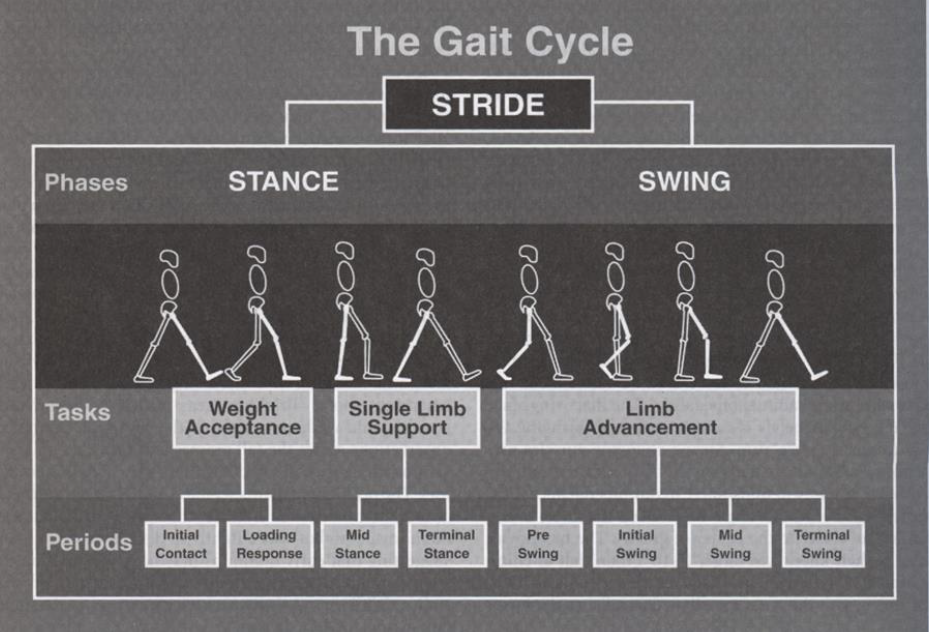 The Gait Cycle
STRIDE
Phases
STANCE
SWING
Tasks
Weight
Acceptance
Single Limb
Support
Limb
Advancement
Periods
Initial
Contact
Loading
Response
Mid
Stance
Terminal
Stance
Pre
Swing
Initial
Swing
Mid
Swing
Terminal
Swing